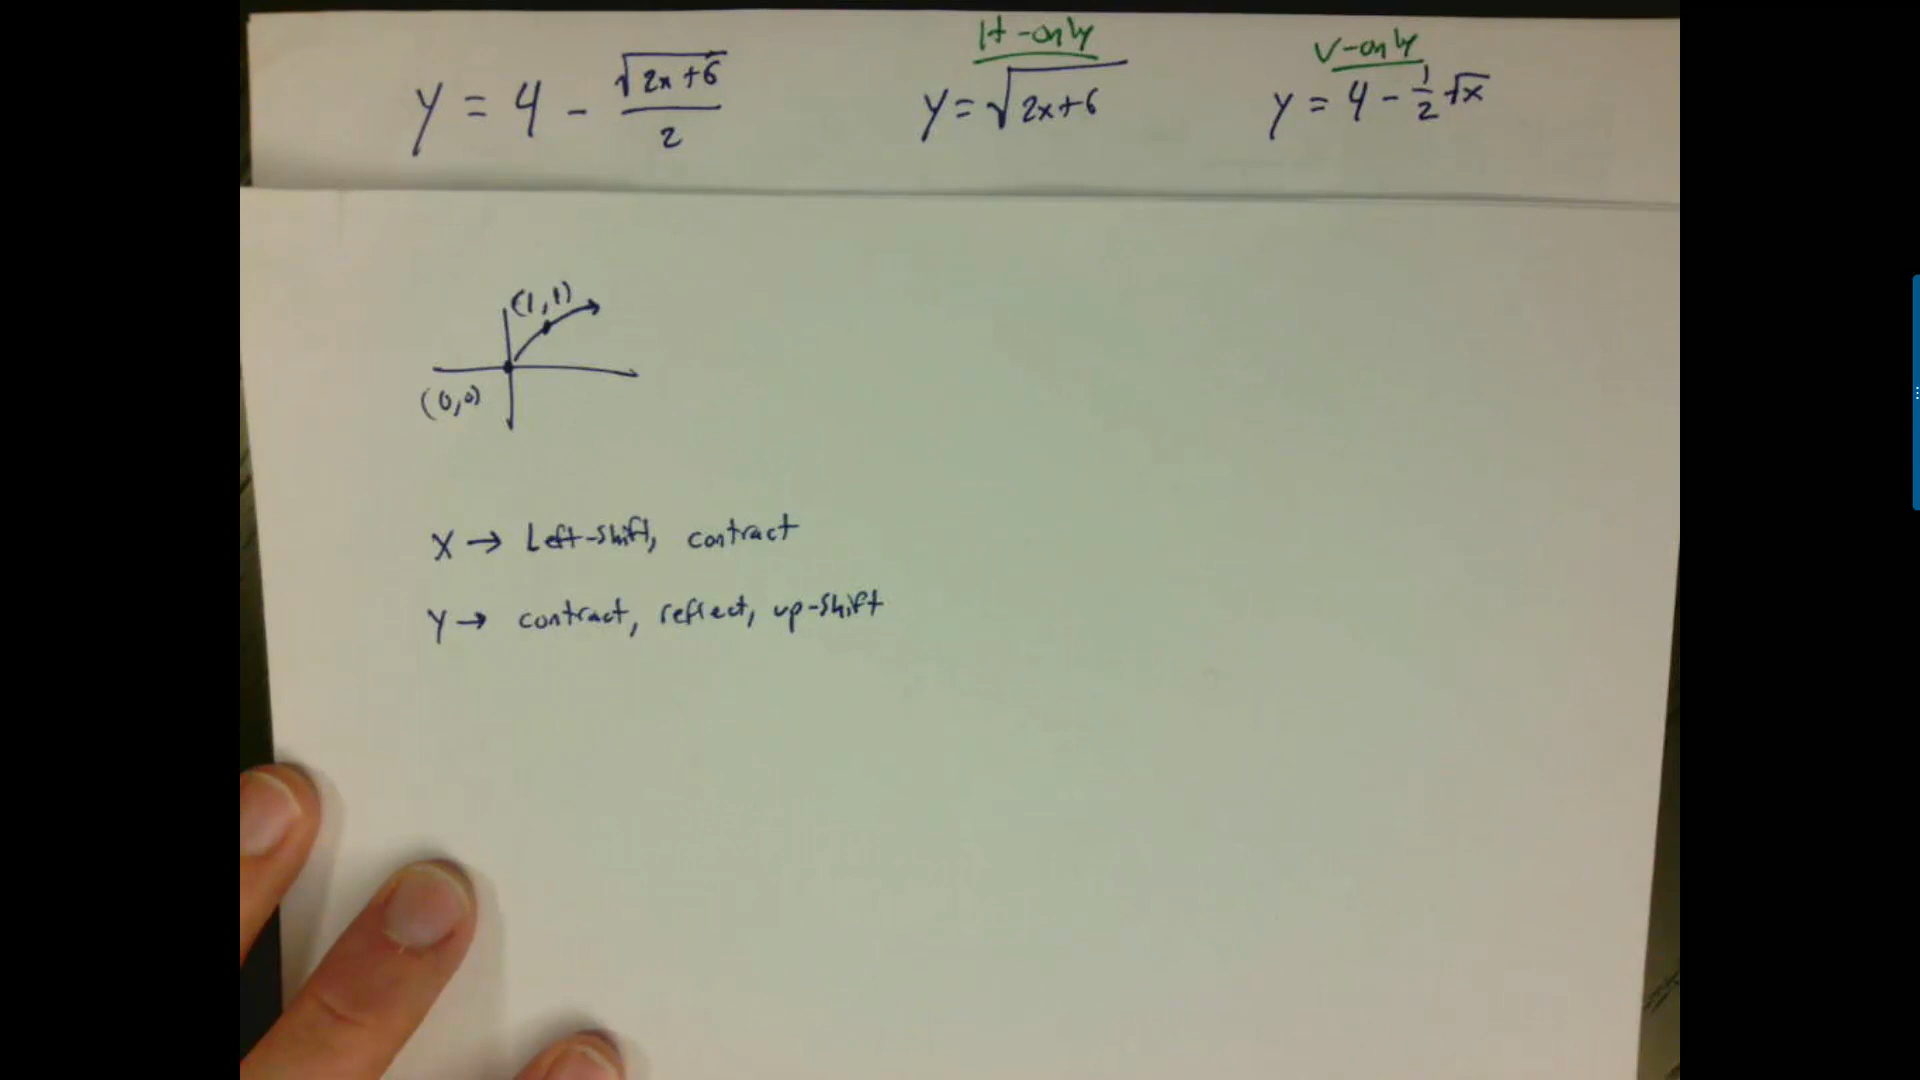 H-only
V-only
y = 4 - √(2x+6)/2
y = √(2x+6)
y = 4 - 1/2 √x
(1,1)
(0,0)
X → Left-shift, contract
Y → contract, reflect, up-shift